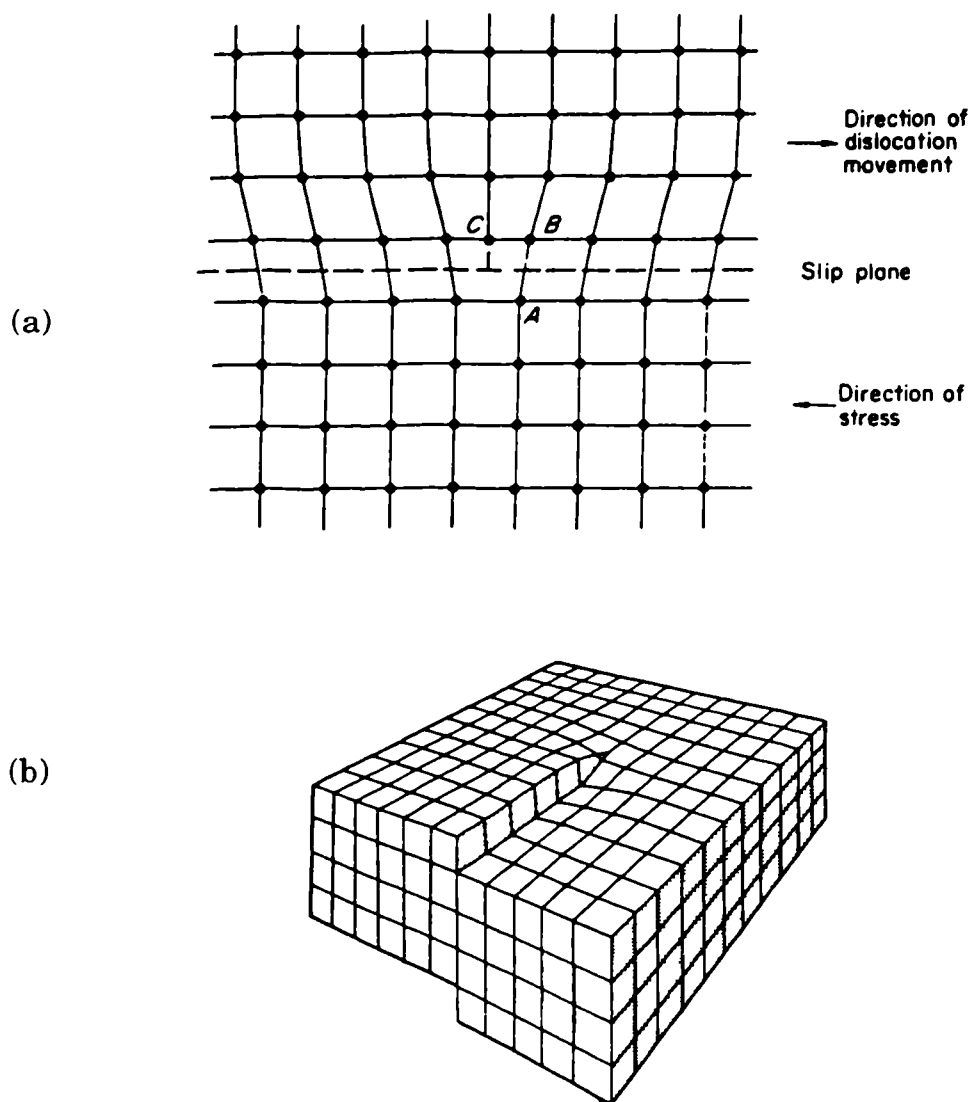 Direction of
dislocation
movement
C
B
Slip plane
A
(a)
Direction of
stress
(b)